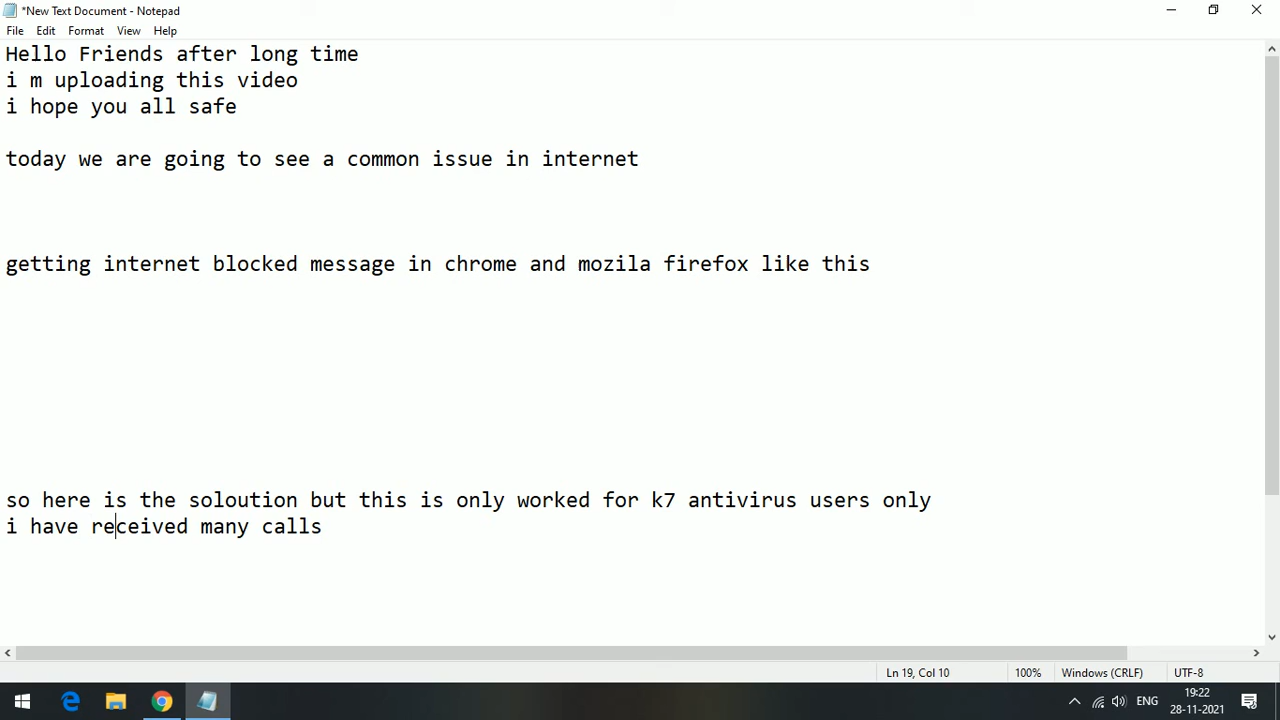 *New Text Document - Notepad
File Edit Format View Help
Hello Friends after long time
i m uploading this video
i hope you all safe
today we are going to see a common issue in internet
getting internet blocked message in chrome and mozila firefox like this
so here is the soloution but this is only worked for k7 antivirus users only
i have received many calls
Ln 19, Col 10 100% Windows (CRLF) UTF-8
ENG 19:22
28-11-2021